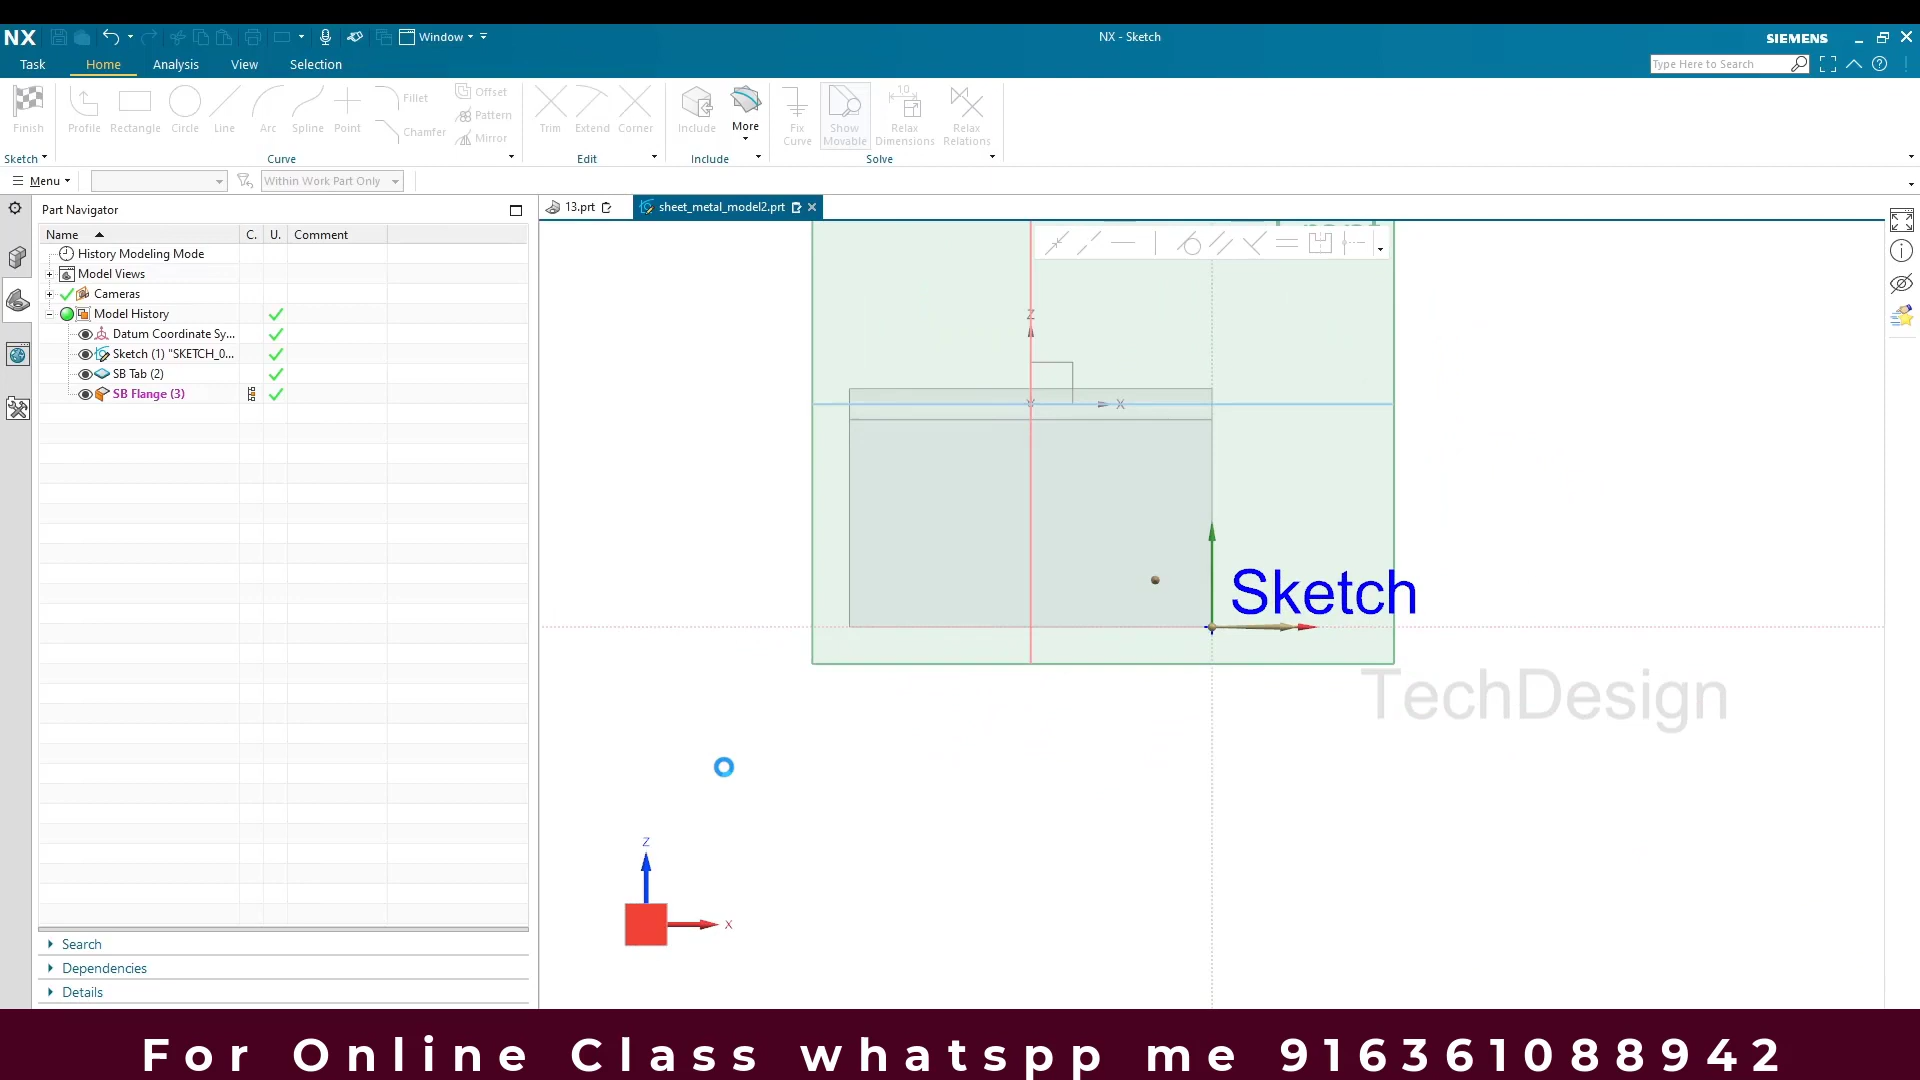 NX
Window
NX - Sketch
SIEMENS
Task
Home
Analysis
View
Selection
Type Here to Search
Finish
Profile
Rectangle
Circle
Line
Arc
Spline
Point
Fillet
Chamfer
Offset
Pattern
Mirror
Trim
Extend
Corner
Include
More
Fix
Curve
Show
Movable
1,0
Relax
Dimensions
Relax
Relations
Sketch
Curve
Edit
Include
Solve
Menu
Within Work Part Only
Part Navigator
13.prt
sheet_metal_model2.prt
Name
C.
U.
Comment
History Modeling Mode
Model Views
Cameras
Model History
Datum Coordinate Sy...
Sketch (1) "SKETCH_0...
SB Tab (2)
SB Flange (3)
Z
Y
X
Sketch
TechDesign
Z
X
Search
Dependencies
Details
For Online Class whatspp me 916361088942